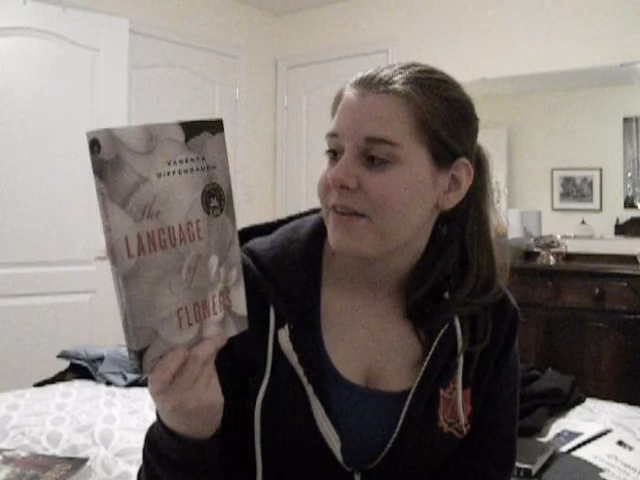 VANESSA
DIFFENBAUGH
The
LANGUAGE
of
FLOWERS